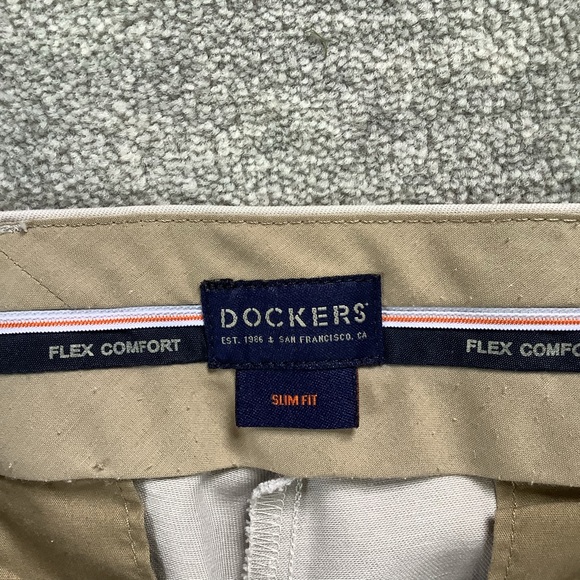 DOCKERS
EST. 1986 ⚓ SAN FRANCISCO, CA
FLEX COMFORT
FLEX COMFO
SLIM FIT